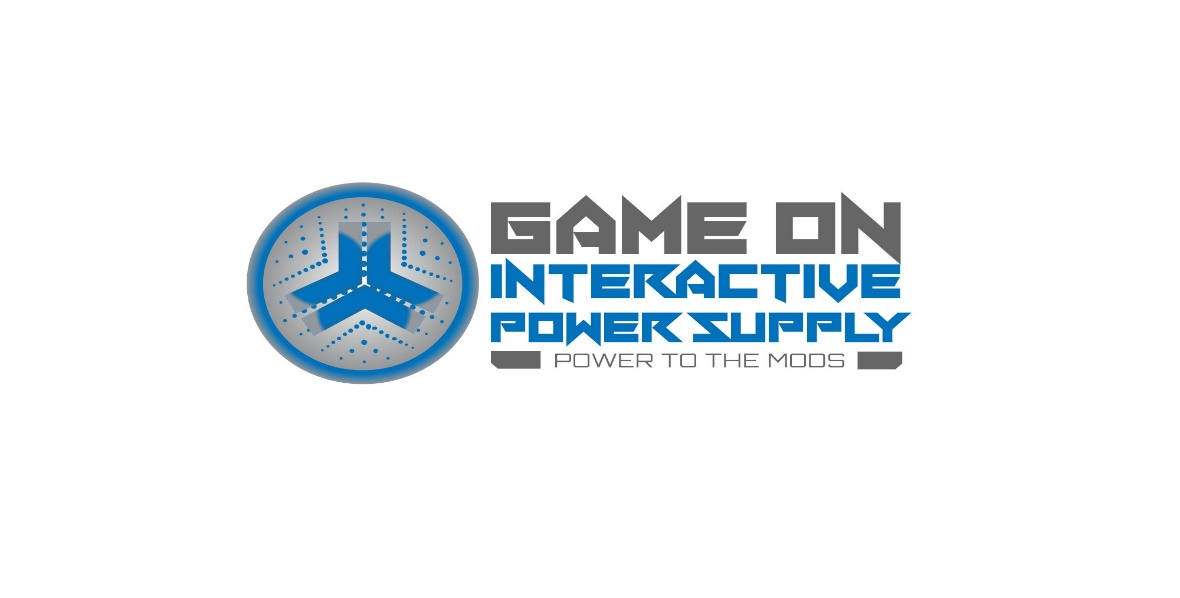 GAME ON
INTERACTIVE
POWER SUPPLY
POWER TO THE MODS